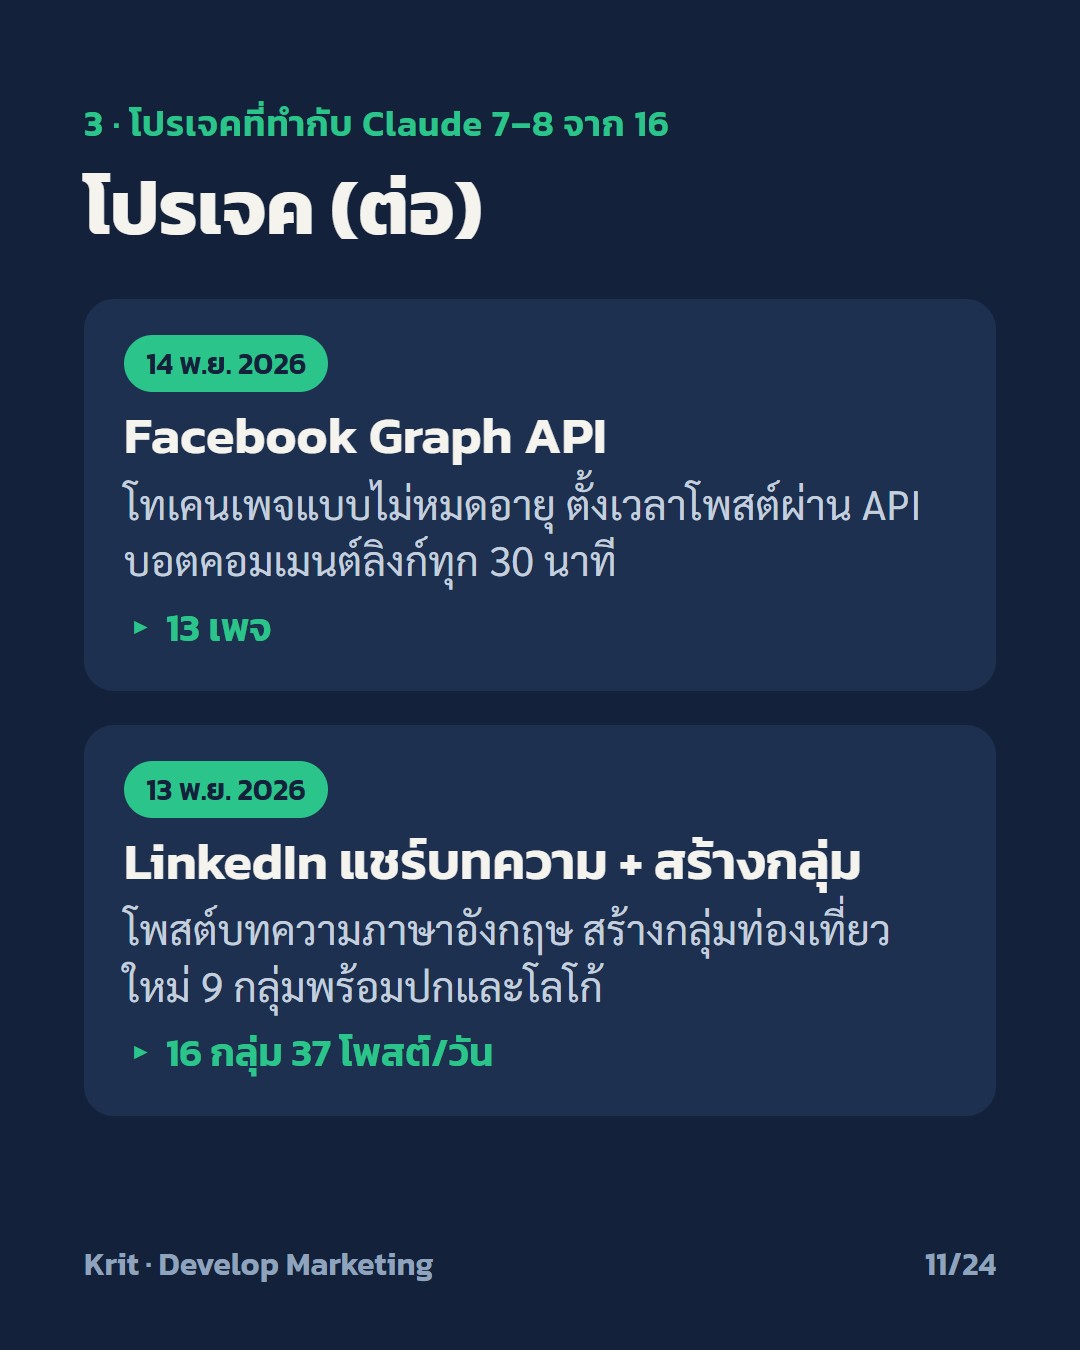 3 · โปรเจคที่ทำกับ Claude 7–8 จาก 16
โปรเจค (ต่อ)
14 พ.ย. 2026
Facebook Graph API
โทเคนเพจแบบไม่หมดอายุ ตั้งเวลาโพสต์ผ่าน API
บอตคอมเมนต์ลิงก์ทุก 30 นาที
▸ 13 เพจ
13 พ.ย. 2026
LinkedIn แชร์บทความ + สร้างกลุ่ม
โพสต์บทความภาษาอังกฤษ สร้างกลุ่มท่องเที่ยว
ใหม่ 9 กลุ่มพร้อมปกและโลโก้
▸ 16 กลุ่ม 37 โพสต์/วัน
Krit · Develop Marketing
11/24